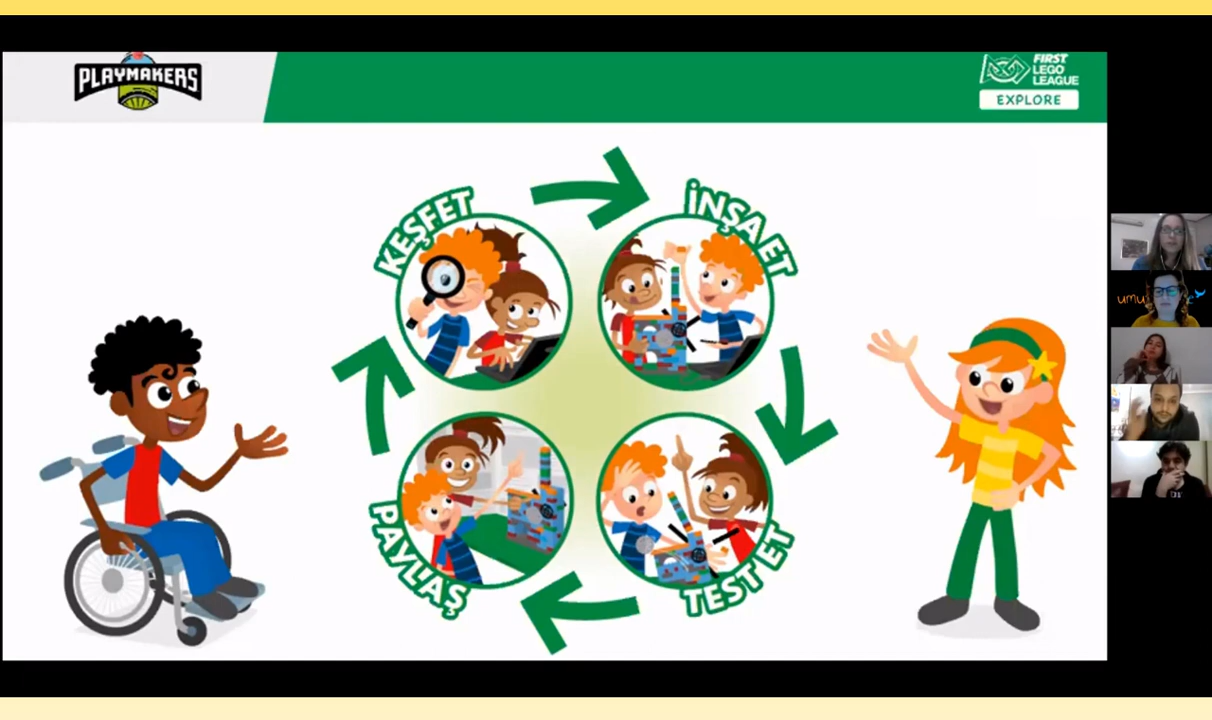 PLAYMAKERS
FIRST
LEGO
LEAGUE
EXPLORE
KEŞFET
İNŞA ET
PAYLAŞ
TEST ET
umu